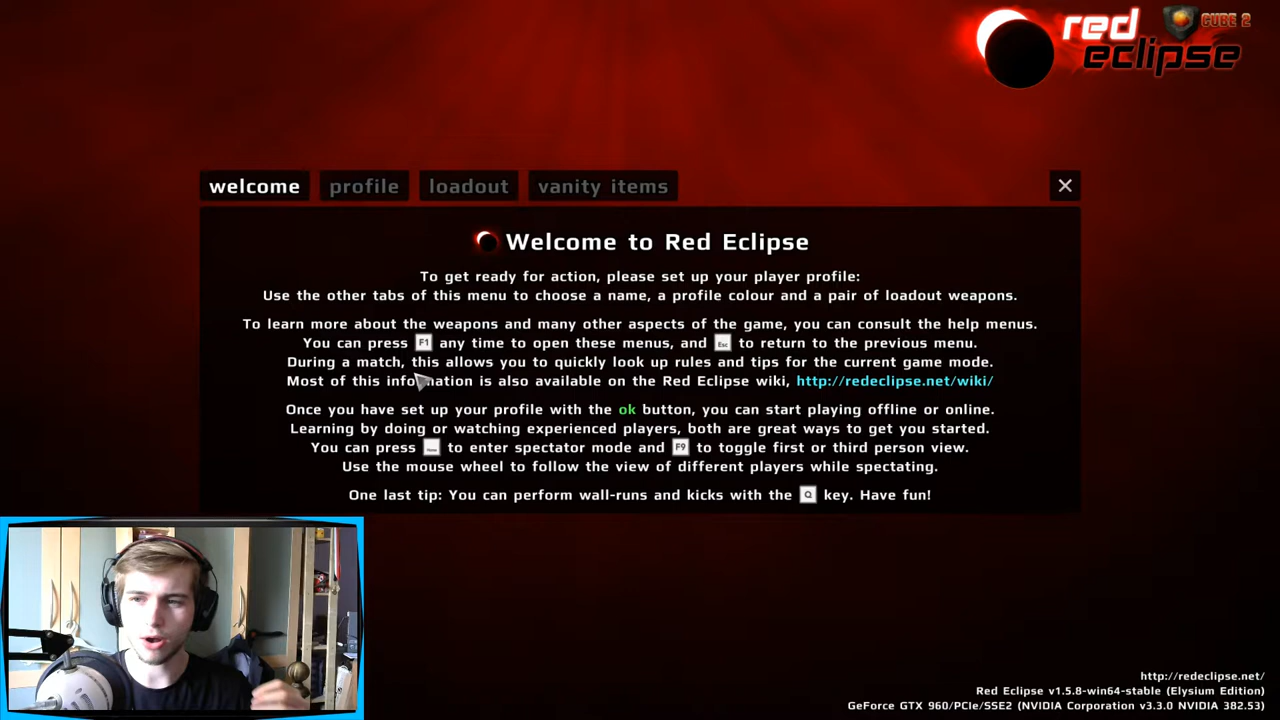 red
eclipse
CUBE 2
welcome
profile
loadout
vanity items
Welcome to Red Eclipse
To get ready for action, please set up your player profile:
Use the other tabs of this menu to choose a name, a profile colour and a pair of loadout weapons.
To learn more about the weapons and many other aspects of the game, you can consult the help menus.
You can press F1 any time to open these menus, and Esc to return to the previous menu.
During a match, this allows you to quickly look up rules and tips for the current game mode.
Most of this information is also available on the Red Eclipse wiki, http://redeclipse.net/wiki/
Once you have set up your profile with the ok button, you can start playing offline or online.
Learning by doing or watching experienced players, both are great ways to get you started.
You can press to enter spectator mode and F9 to toggle first or third person view.
Use the mouse wheel to follow the view of different players while spectating.
One last tip: You can perform wall-runs and kicks with the Q key. Have fun!
http://redeclipse.net/
Red Eclipse v1.5.8-win64-stable (Elysium Edition)
GeForce GTX 960/PCIe/SSE2 (NVIDIA Corporation v3.3.0 NVIDIA 382.53)